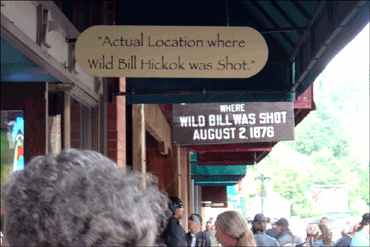 "Actual Location where
Wild Bill Hickok was Shot."
WHERE
WILD BILL WAS SHOT
AUGUST 2, 1876